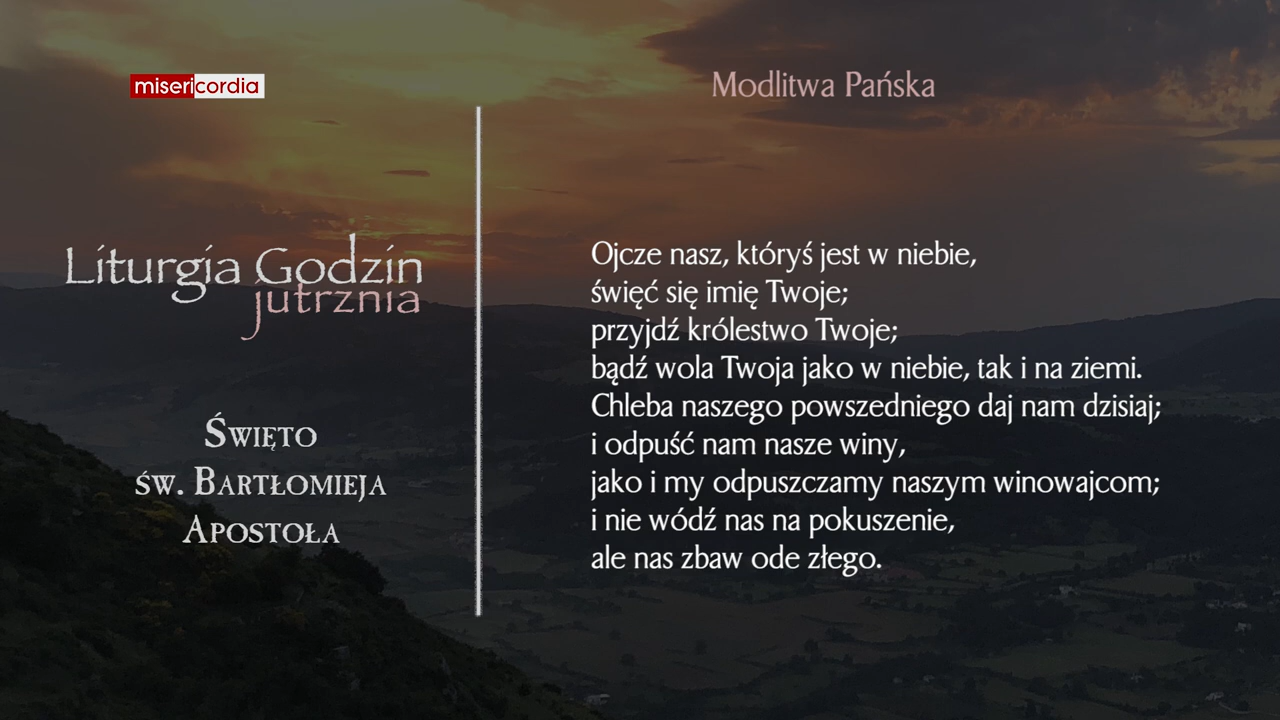 misericordia
Liturgia Godzin
jutrznia
Święto
św. Bartłomieja
Apostoła
Modlitwa Pańska
Ojcze nasz, któryś jest w niebie,
święć się imię Twoje;
przyjdź królestwo Twoje;
bądź wola Twoja jako w niebie, tak i na ziemi.
Chleba naszego powszedniego daj nam dzisiaj;
i odpuść nam nasze winy,
jako i my odpuszczamy naszym winowajcom;
i nie wódź nas na pokuszenie,
ale nas zbaw ode złego.